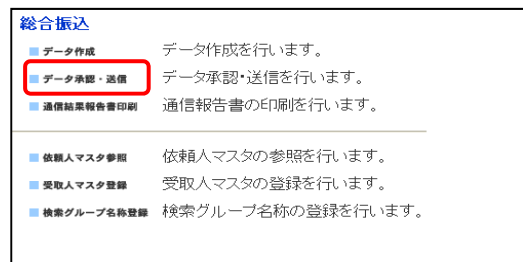 総合振込
データ作成 データ作成を行います。
データ承認・送信 データ承認・送信を行います。
通信結果報告書印刷 通信報告書の印刷を行います。
依頼人マスタ参照 依頼人マスタの参照を行います。
受取人マスタ登録 受取人マスタの登録を行います。
検索グループ名称登録 検索グループ名称の登録を行います。